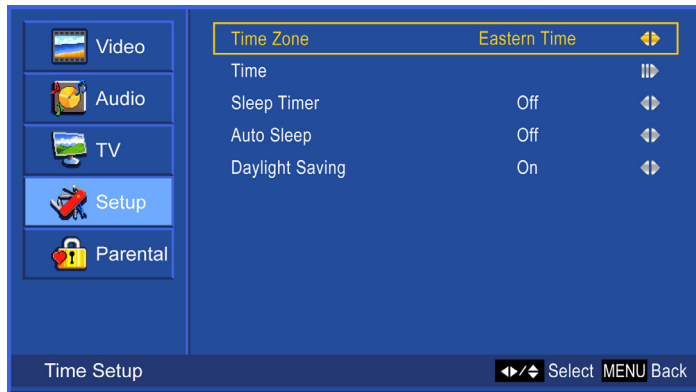 Video
Audio
TV
Setup
Parental
Time Zone Eastern Time
Time
Sleep Timer Off
Auto Sleep Off
Daylight Saving On
Time Setup Select MENU Back